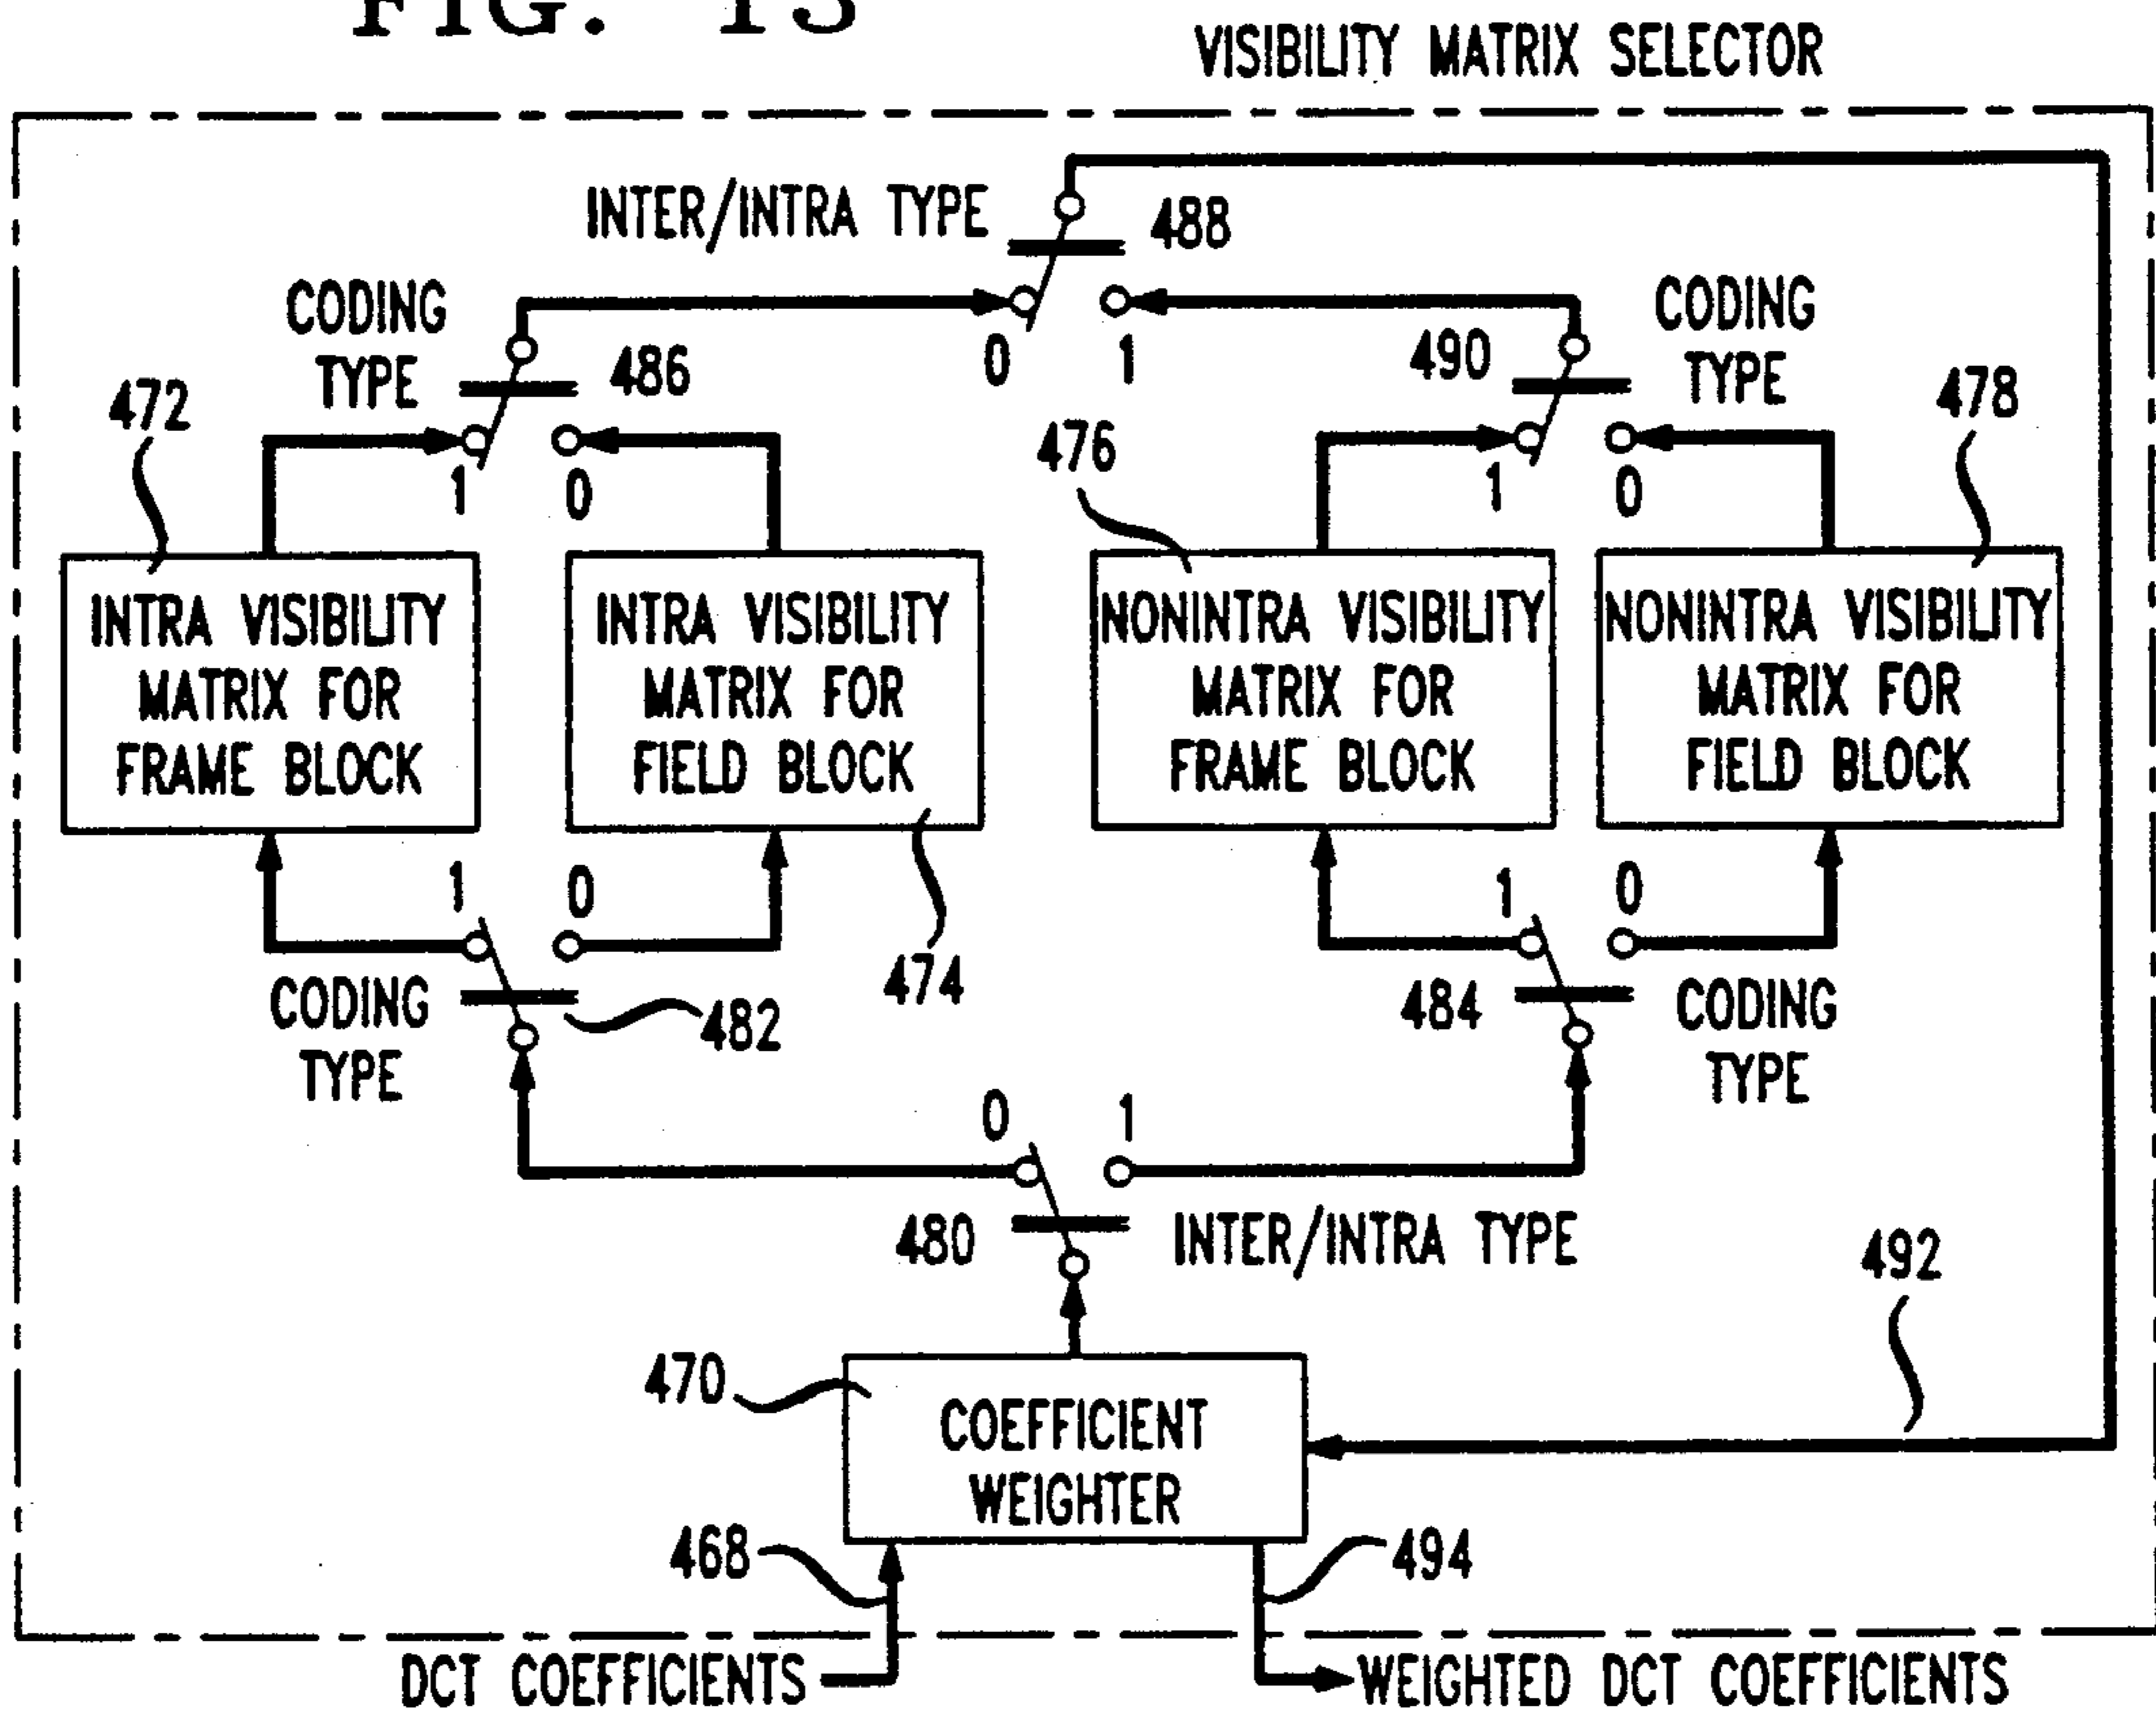 FIG. 13
VISIBILITY MATRIX SELECTOR
INTER/INTRA TYPE
488
CODING
TYPE
486
0
1
490
CODING
TYPE
472
1
0
476
1
0
478
INTRA VISIBILITY
MATRIX FOR
FRAME BLOCK
INTRA VISIBILITY
MATRIX FOR
FIELD BLOCK
NONINTRA VISIBILITY
MATRIX FOR
FRAME BLOCK
NONINTRA VISIBILITY
MATRIX FOR
FIELD BLOCK
1
0
1
0
474
CODING
TYPE
482
484
CODING
TYPE
0
1
480
INTER/INTRA TYPE
492
470
COEFFICIENT
WEIGHTER
468
494
DCT COEFFICIENTS
WEIGHTED DCT COEFFICIENTS